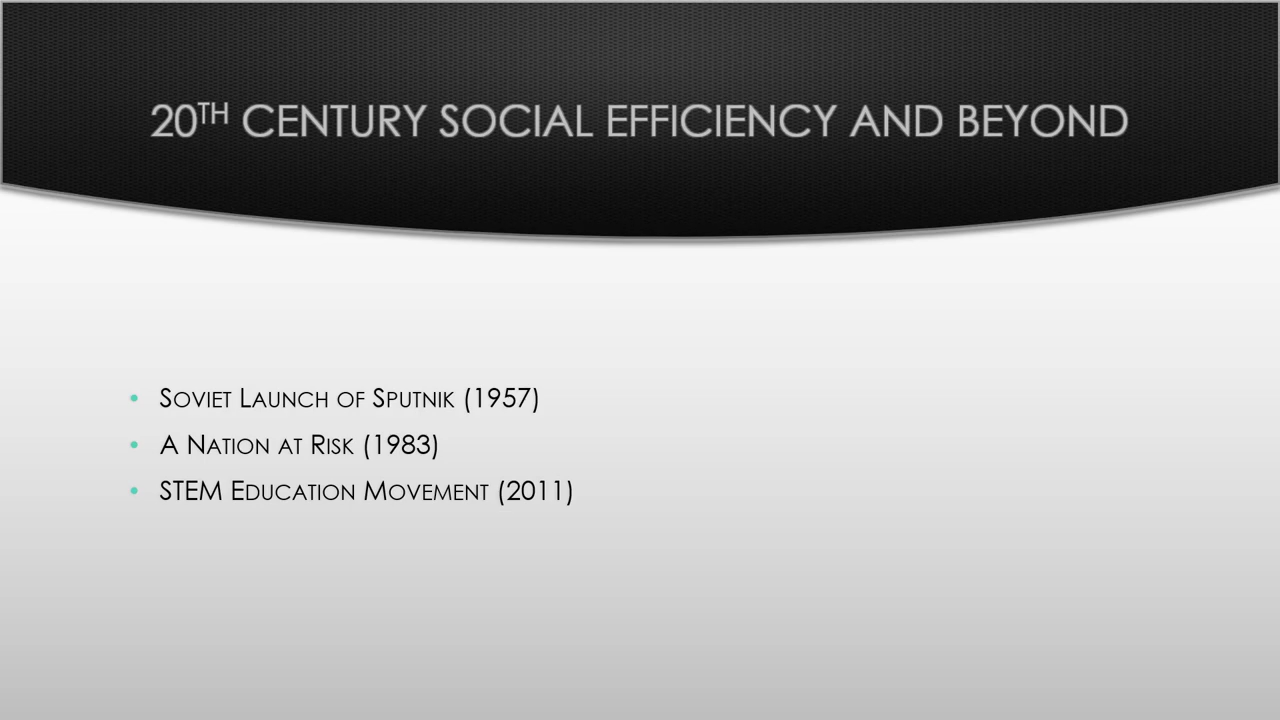 20TH CENTURY SOCIAL EFFICIENCY AND BEYOND
• Soviet Launch of Sputnik (1957)
• A Nation at Risk (1983)
• STEM Education Movement (2011)